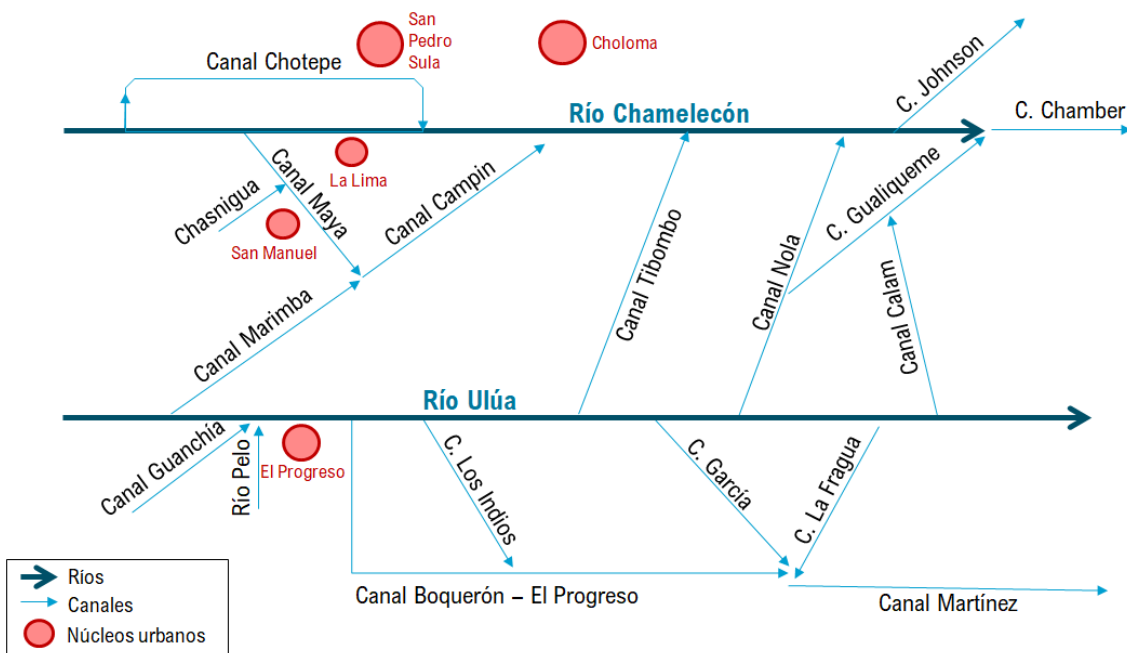 San
Pedro
Sula
Choloma
Canal Chotepe
C. Johnson
Río Chamelecón
C. Chamber
La Lima
Canal Maya
Canal Campin
Chasnigua
San Manuel
C. Gualiqueme
Canal Tibombo
Canal Nola
Canal Calam
Canal Marimba
Río Ulúa
Canal Guanchía
Río Pelo
El Progreso
C. Los Indios
C. García
C. La Fragua
Canal Boquerón – El Progreso
Canal Martínez
Ríos
Canales
Núcleos urbanos